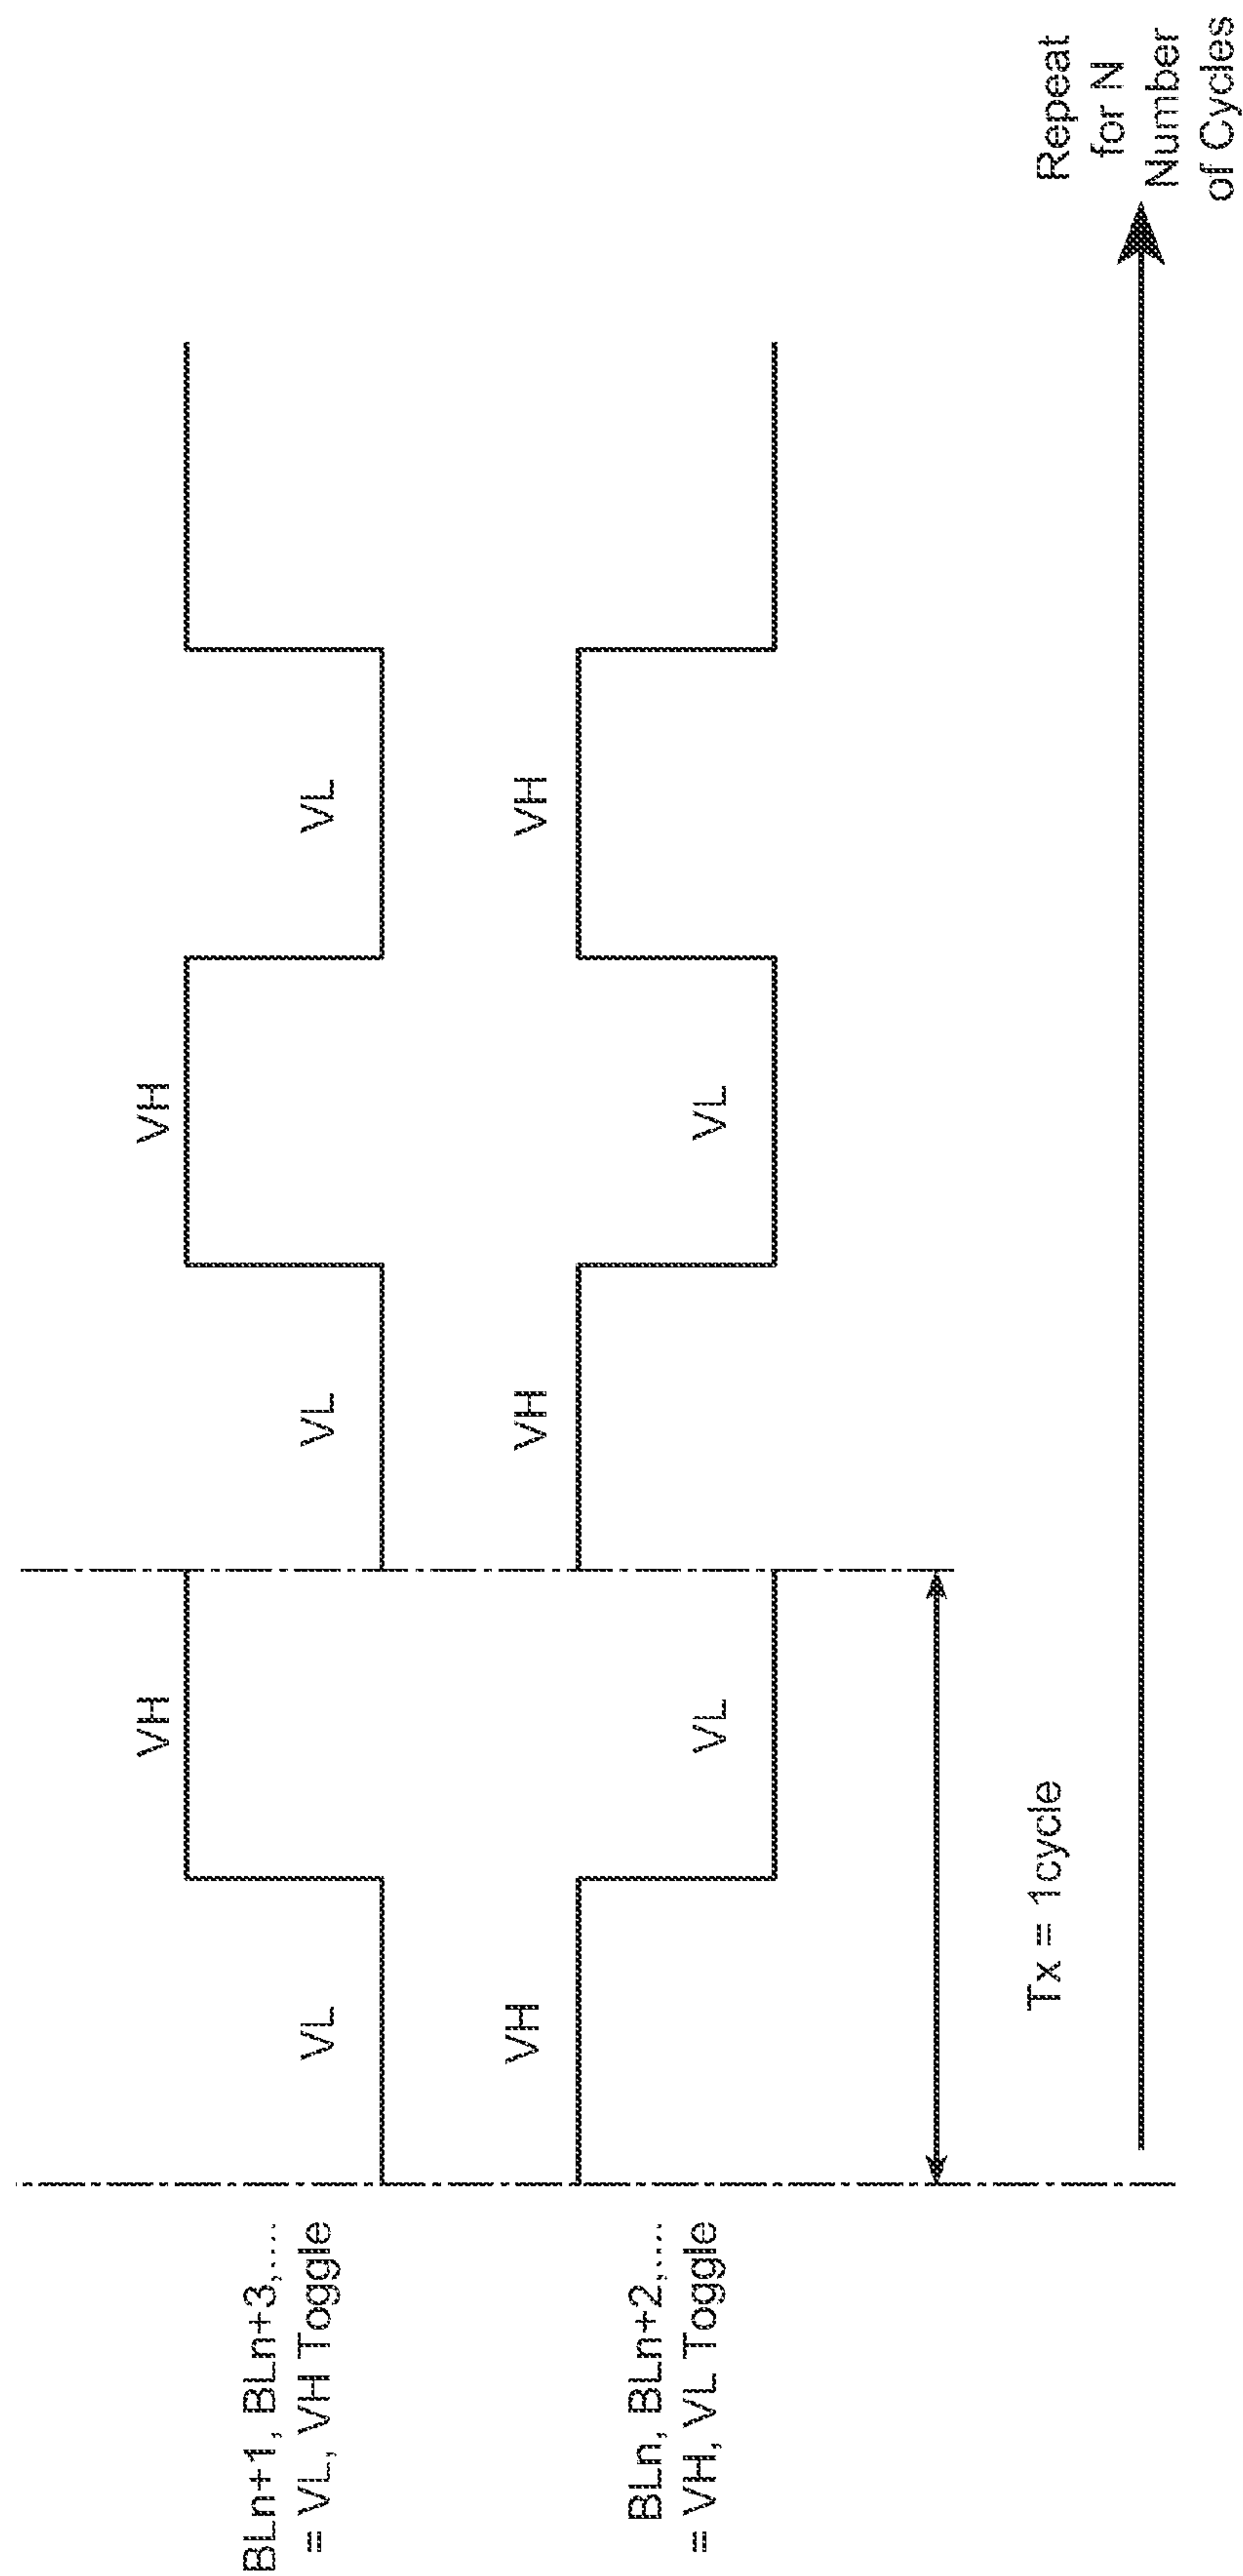 BLn+1, BLn+3,....
= VL, VH Toggle
VL
VH
VL
VH
VL
BLn, BLn+2,....
= VH, VL Toggle
VH
VL
VH
VL
VH
Tx = 1cycle
Repeat
for N
Number
of Cycles